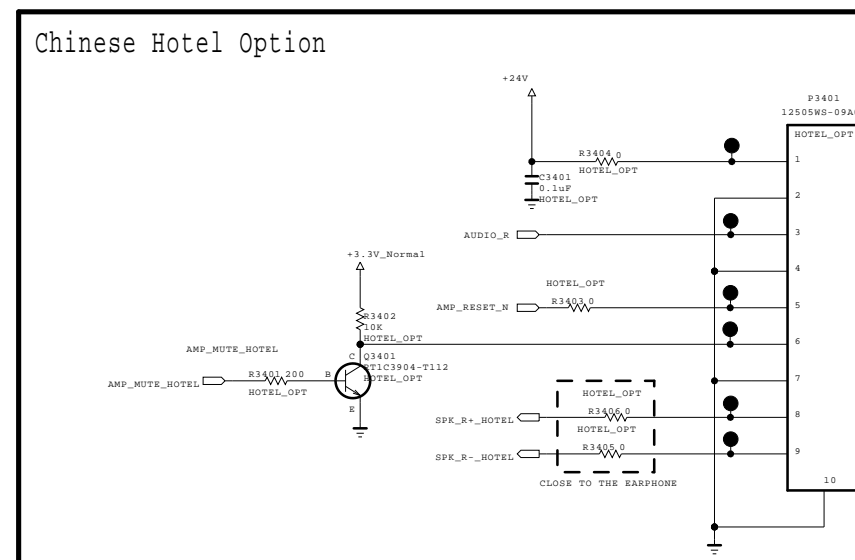 Chinese Hotel Option
+24V
P3401
12505WS-09A
HOTEL_OPT
R3404 0
HOTEL_OPT
1
C3401
0.1uF
HOTEL_OPT
2
AUDIO_R
3
+3.3V_Normal
4
HOTEL_OPT
AMP_RESET_N
R3403 0
5
R3402
10K
HOTEL_OPT
6
AMP_MUTE_HOTEL
C
Q3401
RT1C3904-T112
HOTEL_OPT
AMP_MUTE_HOTEL
R3401 200
B
HOTEL_OPT
7
E
HOTEL_OPT
SPK_R+_HOTEL
R3406 0
8
HOTEL_OPT
SPK_R-_HOTEL
R3405 0
9
CLOSE TO THE EARPHONE
10